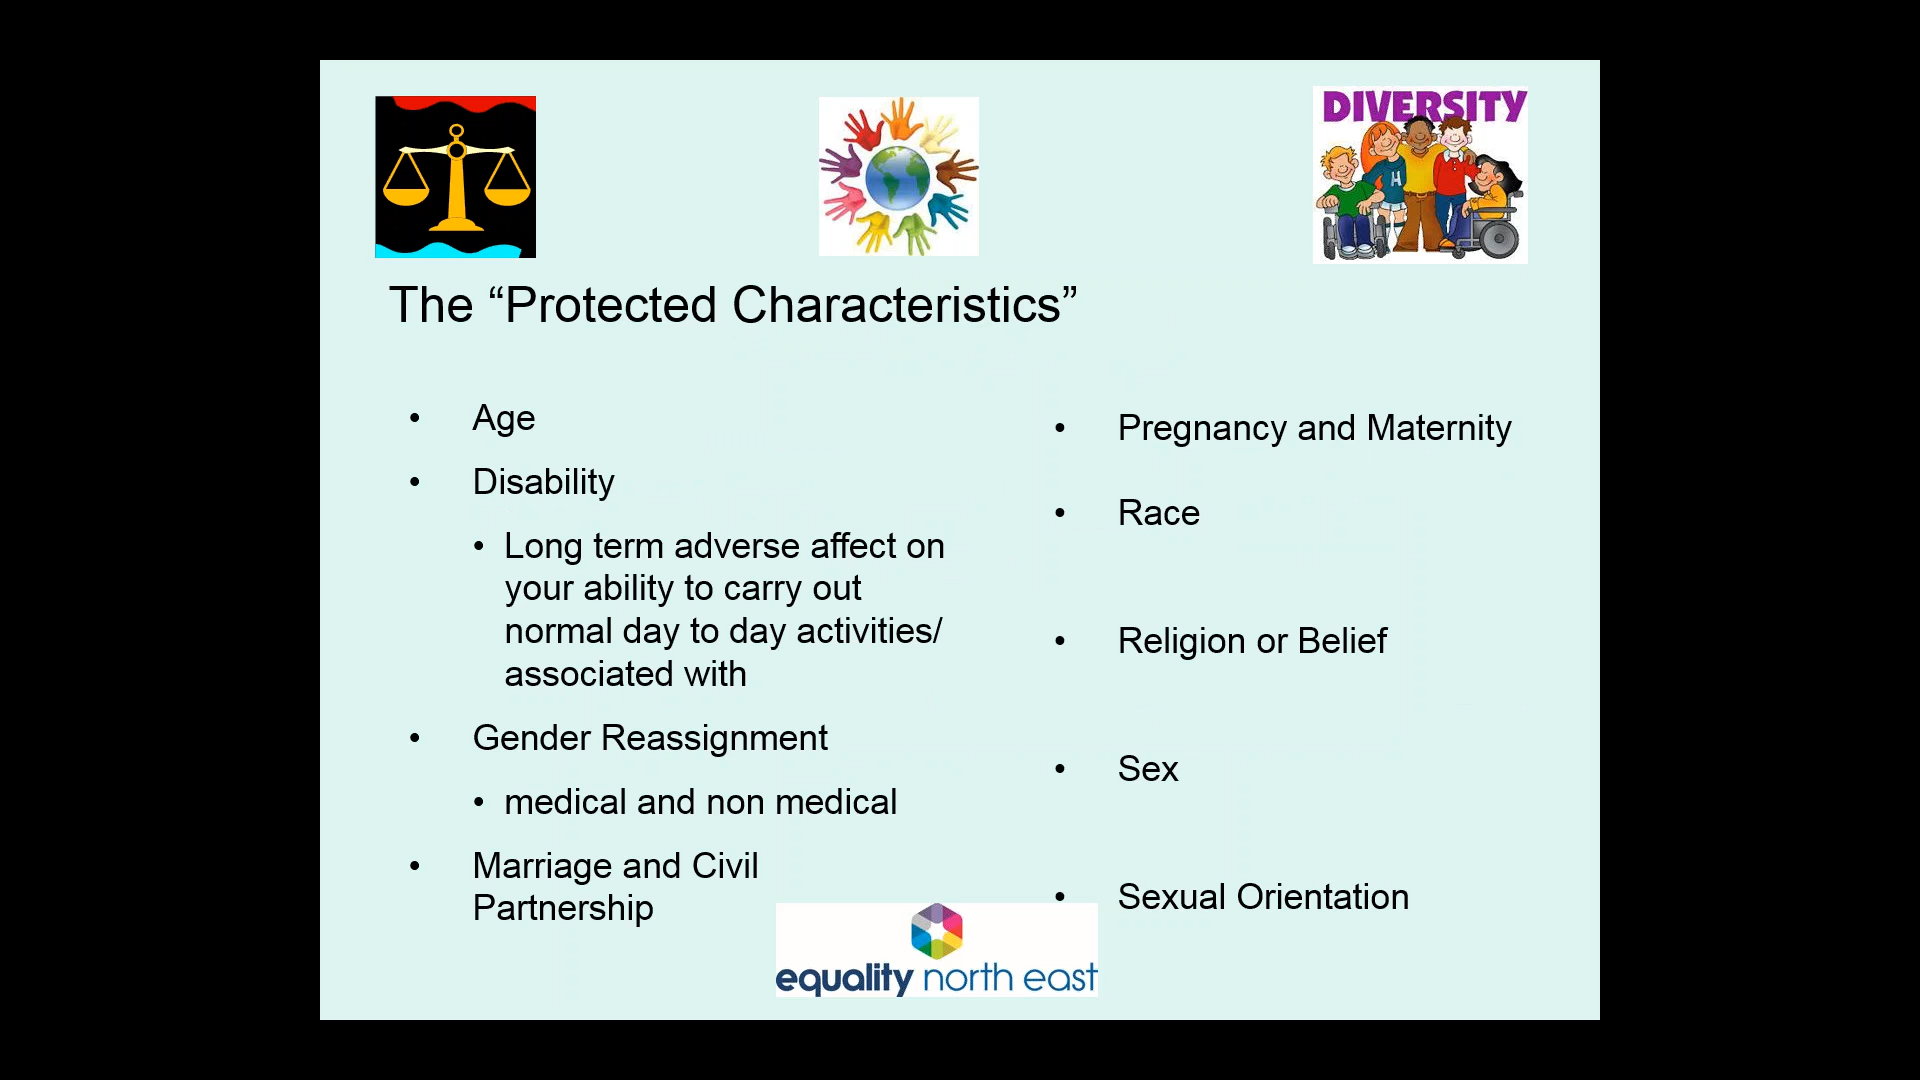 DIVERSITY
H
The “Protected Characteristics”
• Age
• Disability
• Long term adverse affect on
your ability to carry out
normal day to day activities/
associated with
• Gender Reassignment
• medical and non medical
• Marriage and Civil
Partnership
• Pregnancy and Maternity
• Race
• Religion or Belief
• Sex
• Sexual Orientation
equality north east